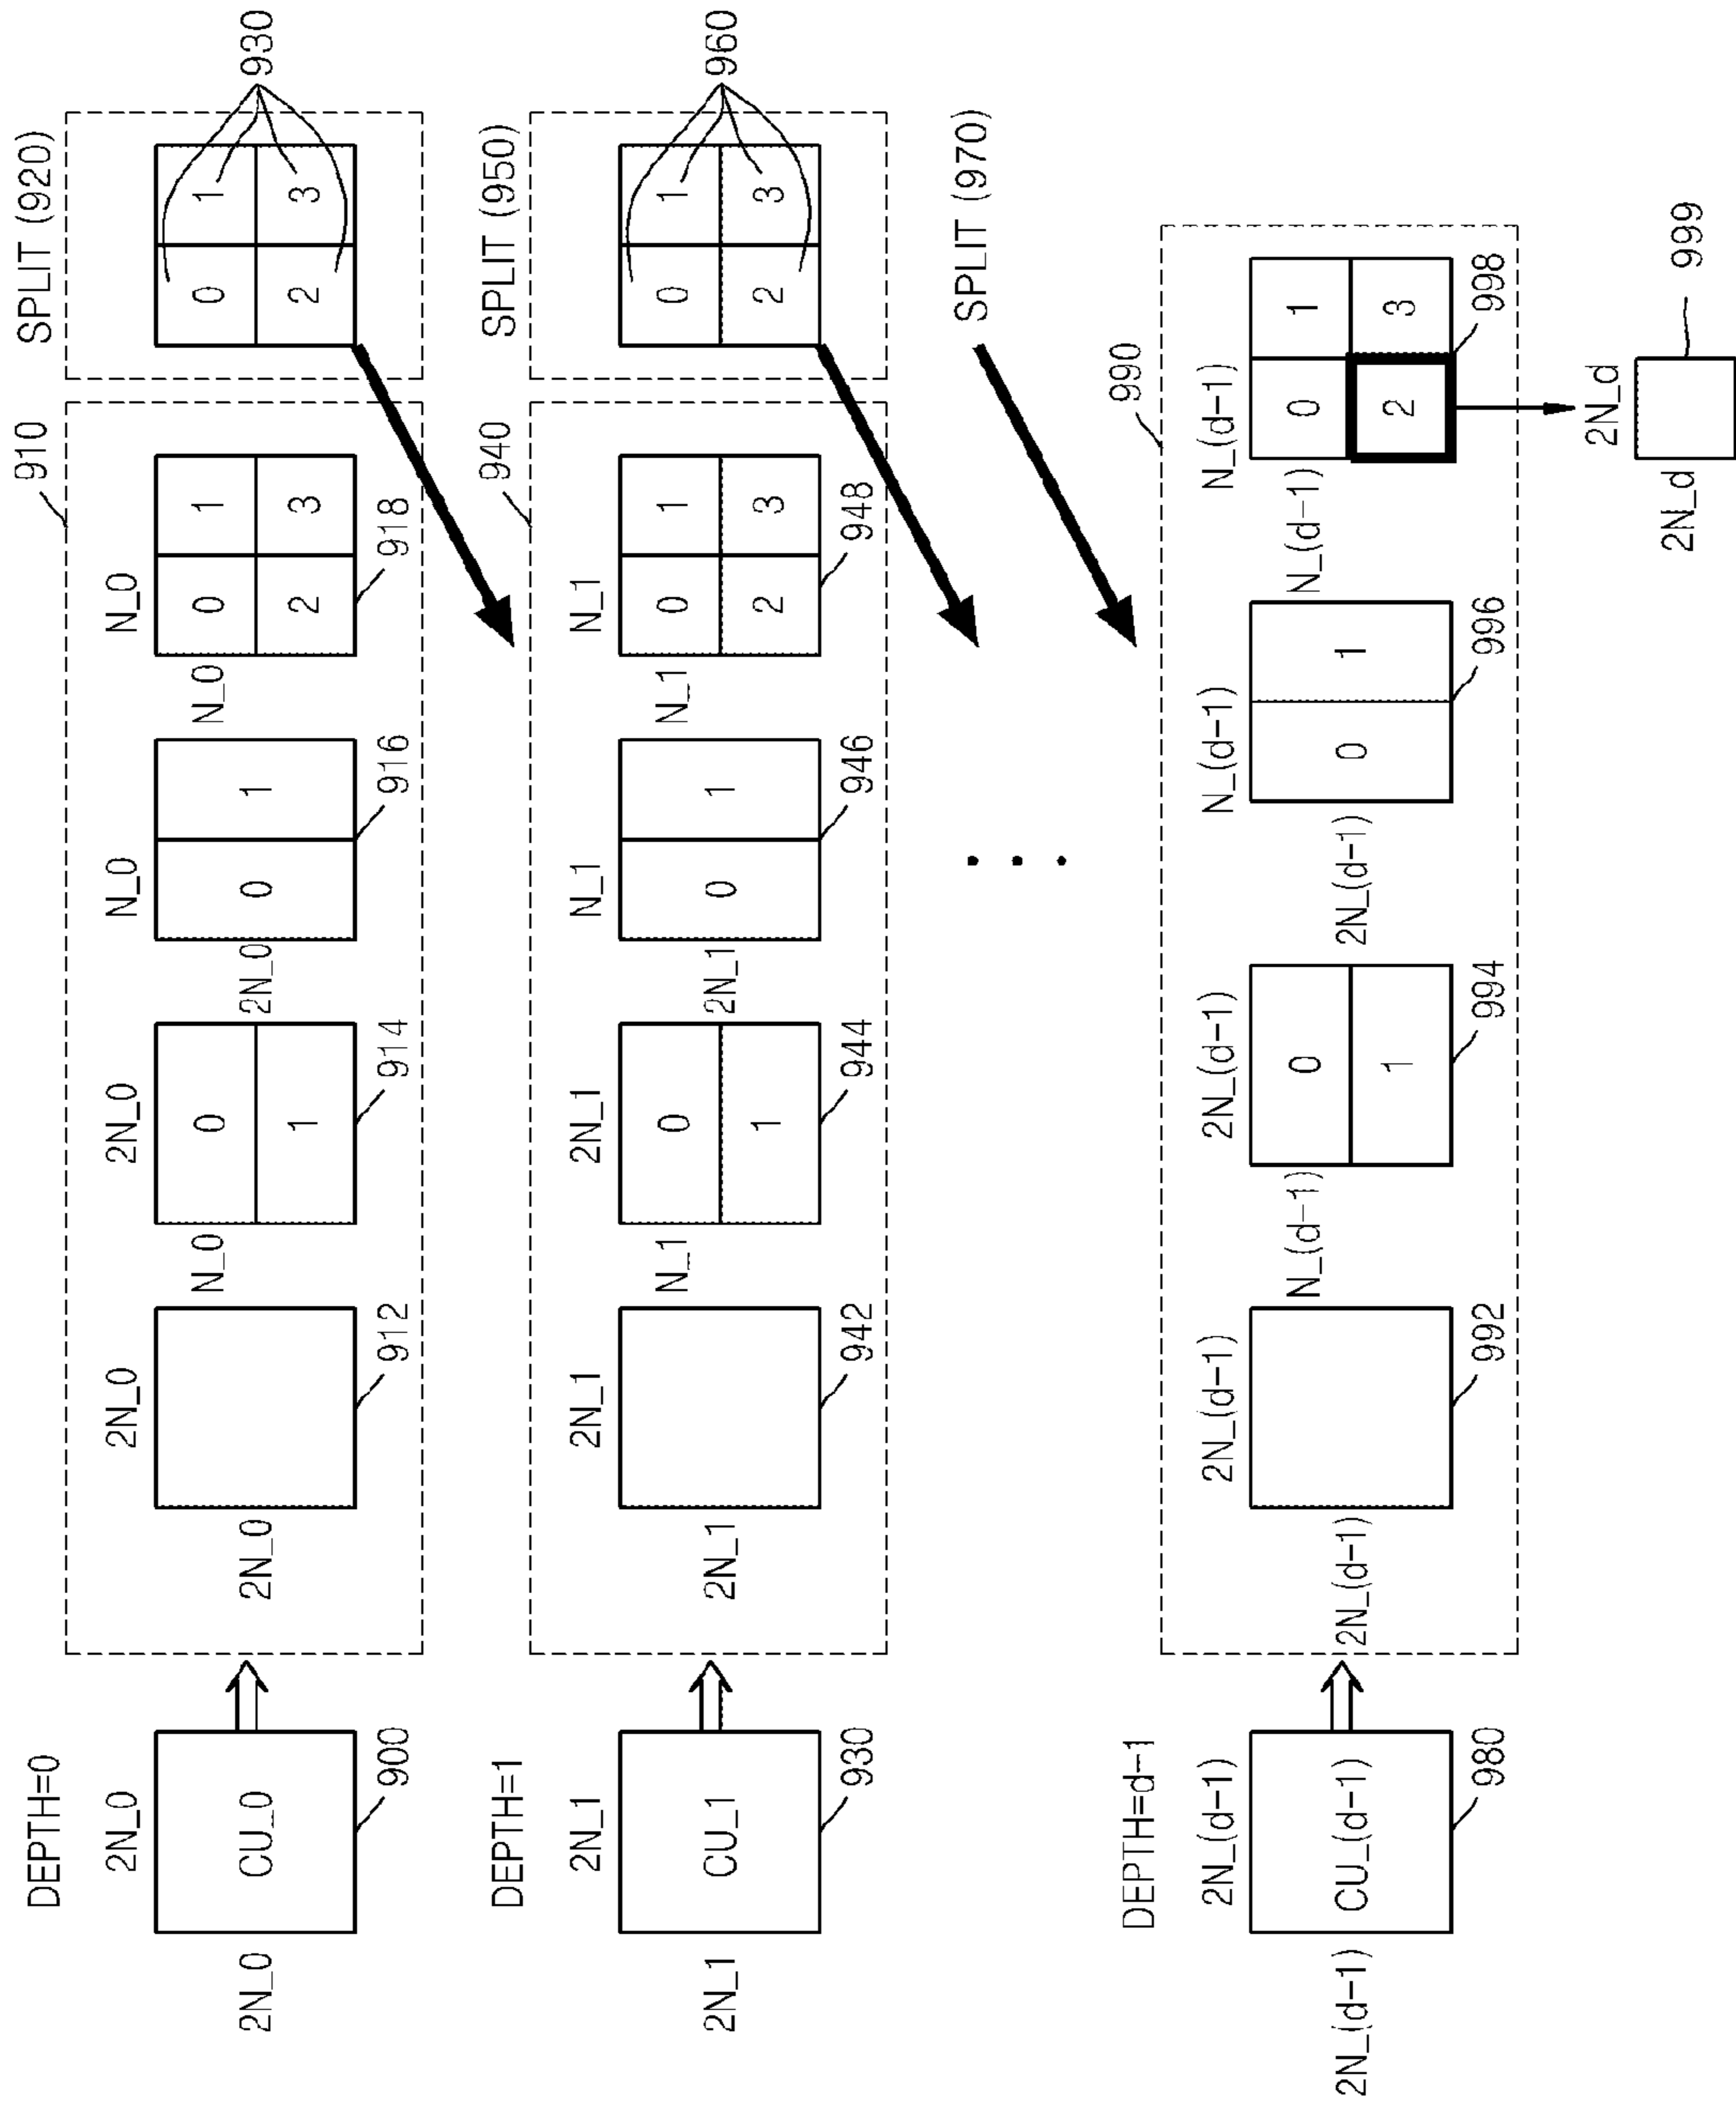 DEPTH=0
2N_0
2N_0
CU_0
900
910
2N_0
2N_0
912
2N_0
N_0
0
1
914
N_0
2N_0
0
1
916
N_0
N_0
0
1
2
3
918
SPLIT (920)
0
1
2
3
930
DEPTH=1
2N_1
2N_1
CU_1
930
940
2N_1
2N_1
942
2N_1
N_1
0
1
944
N_1
2N_1
0
1
946
N_1
N_1
0
1
2
3
948
SPLIT (950)
0
1
2
3
960
SPLIT (970)
DEPTH=d-1
2N_(d-1)
2N_(d-1)
CU_(d-1)
980
990
2N_(d-1)
2N_(d-1)
992
2N_(d-1)
N_(d-1)
0
1
994
N_(d-1)
2N_(d-1)
0
1
996
N_(d-1)
N_(d-1)
0
1
2
3
998
2N_d
2N_d
999